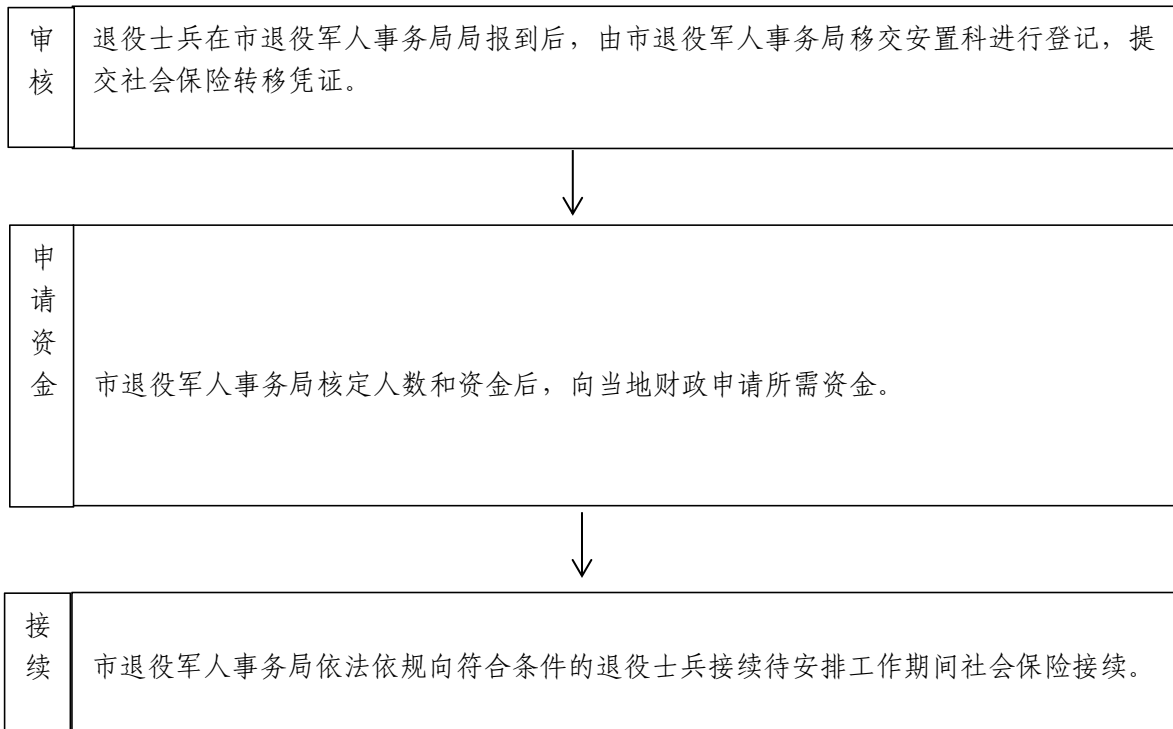 审
核
退役士兵在市退役军人事务局局报到后，由市退役军人事务局移交安置科进行登记，提
交社会保险转移凭证。
申
请
资
金
市退役军人事务局核定人数和资金后，向当地财政申请所需资金。
接
续
市退役军人事务局依法依规向符合条件的退役士兵接续待安排工作期间社会保险接续。